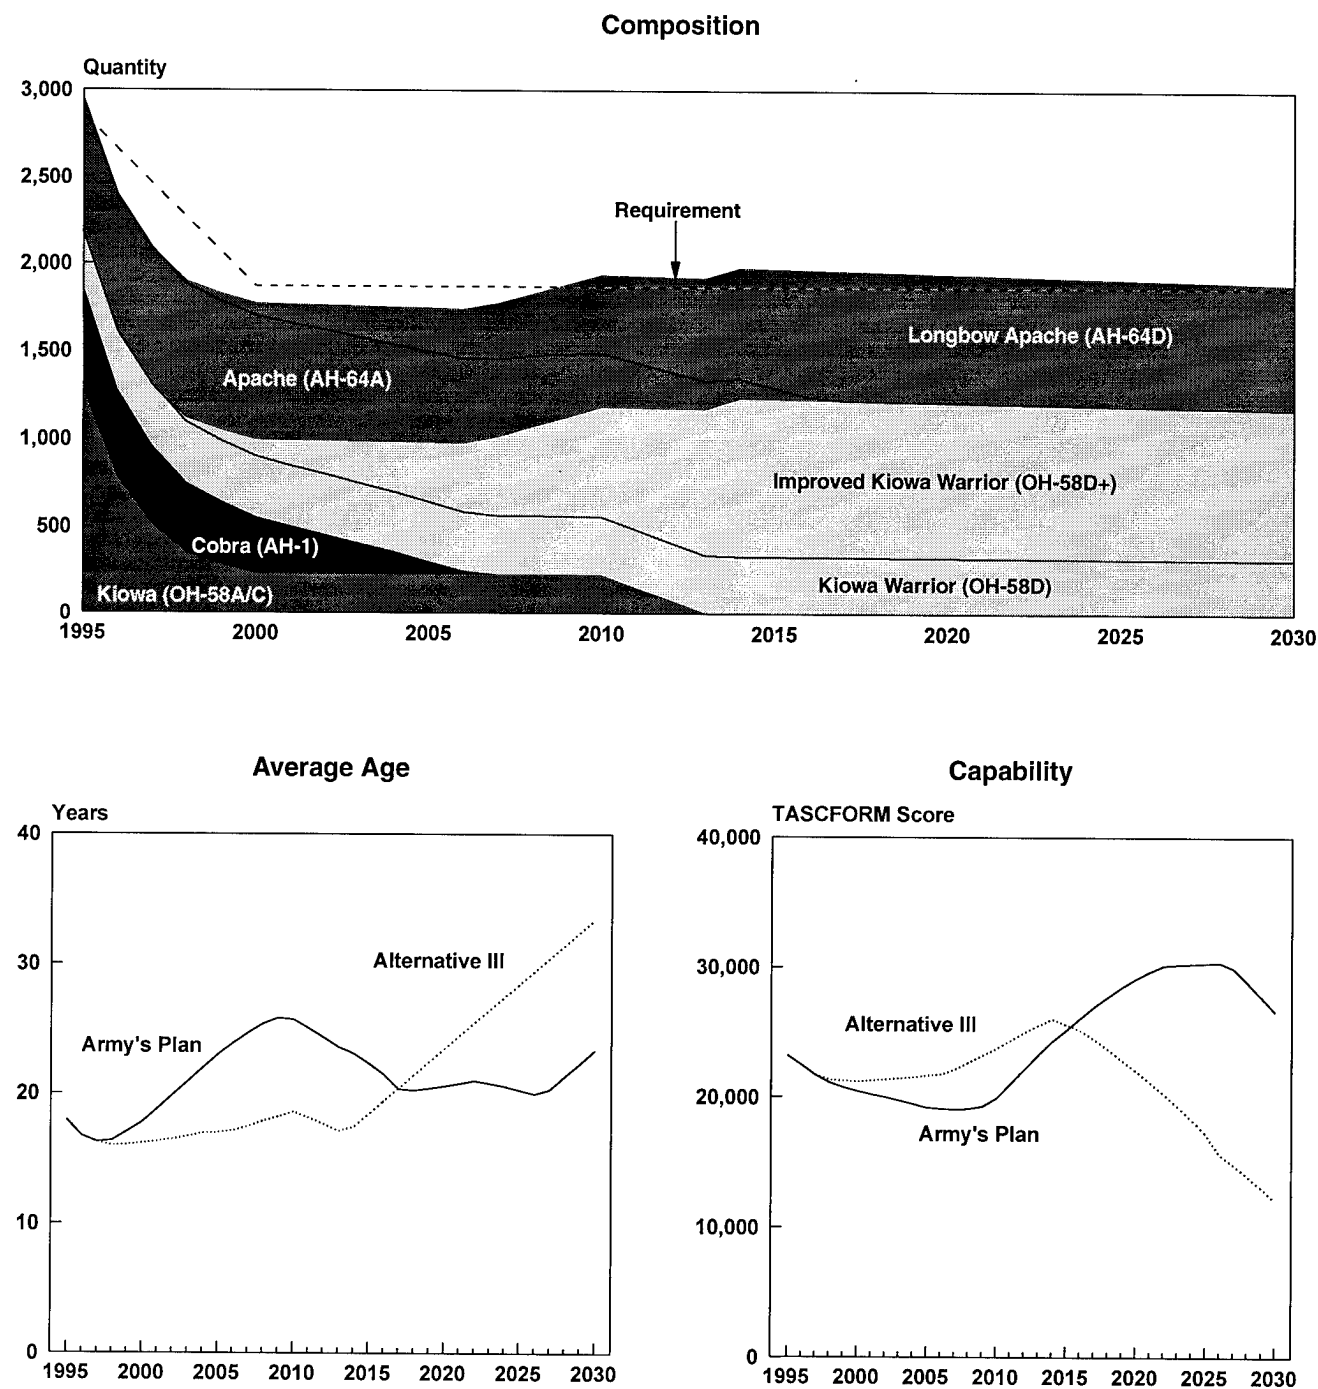 Composition
Quantity
3,000
2,500
2,000
1,500
1,000
500
0
Requirement
Longbow Apache (AH-64D)
Apache (AH-64A)
Improved Kiowa Warrior (OH-58D+)
Cobra (AH-1)
Kiowa Warrior (OH-58D)
Kiowa (OH-58A/C)
1995 2000 2005 2010 2015 2020 2025 2030
Average Age
Years
40
30
20
10
0
Alternative III
Army's Plan
1995 2000 2005 2010 2015 2020 2025 2030
Capability
TASCFORM Score
40,000
30,000
20,000
10,000
0
Alternative III
Army's Plan
1995 2000 2005 2010 2015 2020 2025 2030